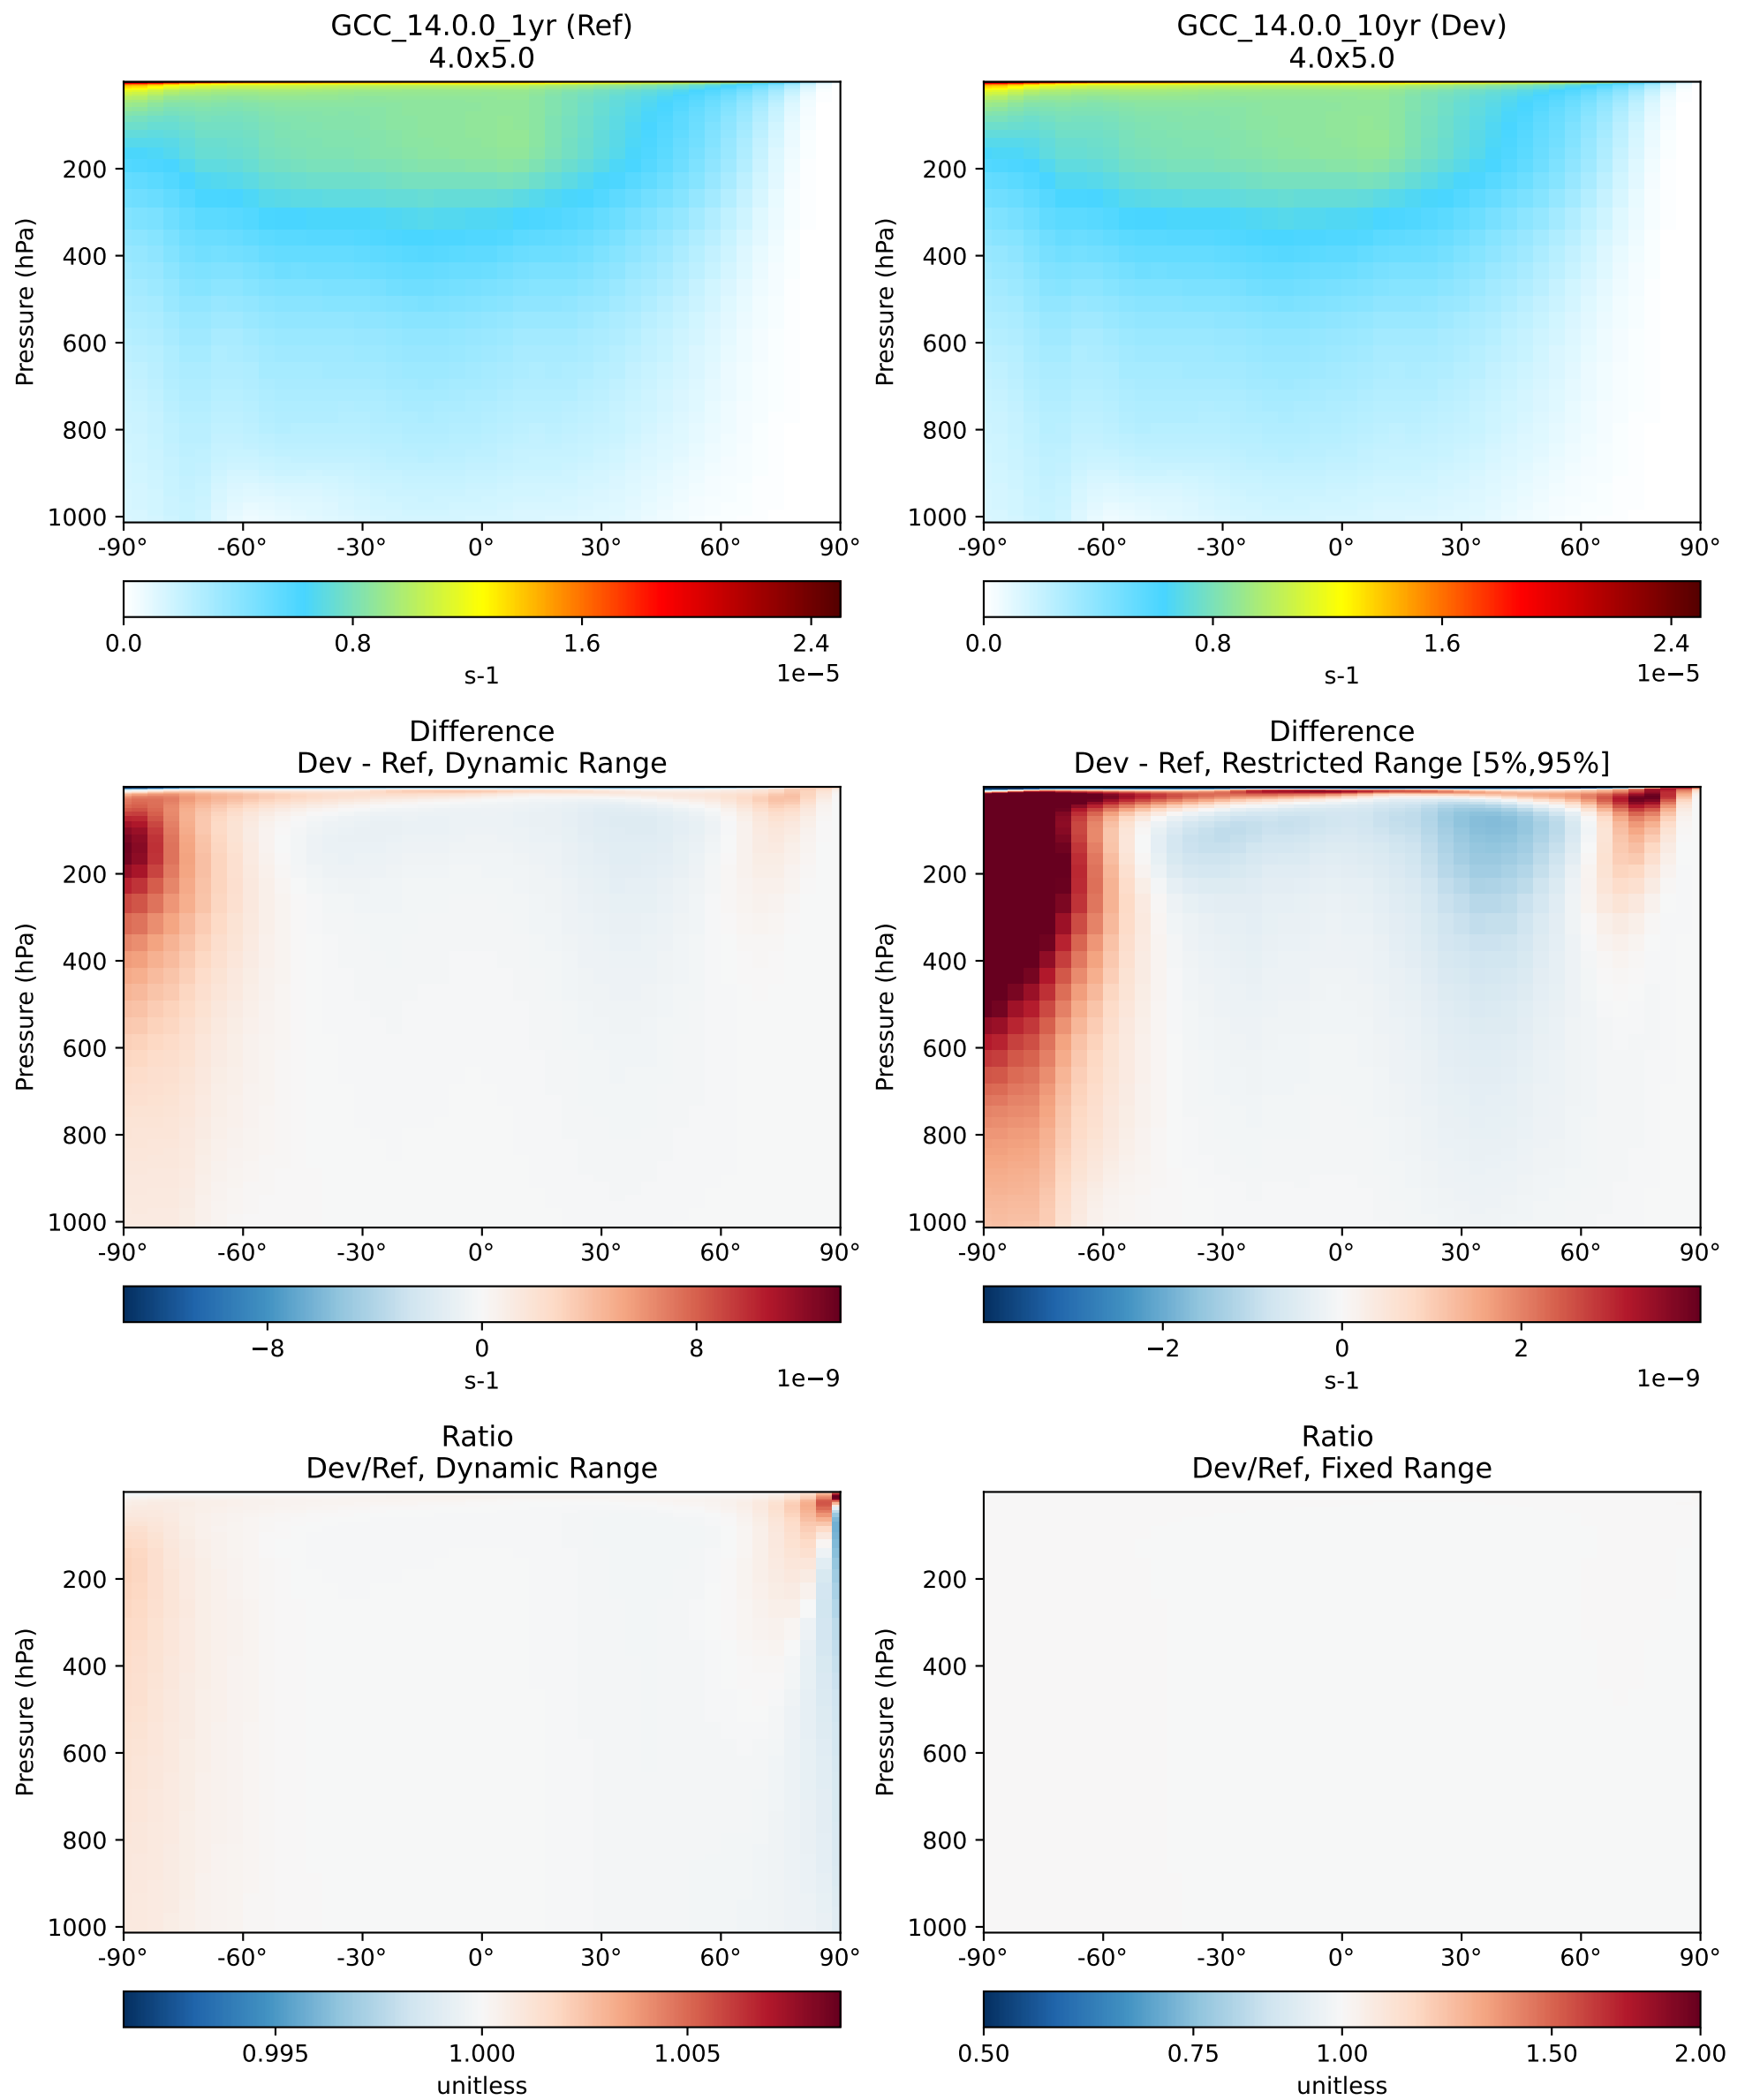 GCC_14.0.0_1yr (Ref)
4.0x5.0
Pressure (hPa)
200
400
600
800
1000
-90° -60° -30° 0° 30° 60° 90°
0.0 0.8 1.6 2.4
s-1
1e−5
GCC_14.0.0_10yr (Dev)
4.0x5.0
Pressure (hPa)
200
400
600
800
1000
-90° -60° -30° 0° 30° 60° 90°
0.0 0.8 1.6 2.4
s-1
1e−5
Difference
Dev - Ref, Dynamic Range
Pressure (hPa)
200
400
600
800
1000
-90° -60° -30° 0° 30° 60° 90°
−8 0 8
s-1
1e−9
Difference
Dev - Ref, Restricted Range [5%,95%]
Pressure (hPa)
200
400
600
800
1000
-90° -60° -30° 0° 30° 60° 90°
−2 0 2
s-1
1e−9
Ratio
Dev/Ref, Dynamic Range
Pressure (hPa)
200
400
600
800
1000
-90° -60° -30° 0° 30° 60° 90°
0.995 1.000 1.005
unitless
Ratio
Dev/Ref, Fixed Range
Pressure (hPa)
200
400
600
800
1000
-90° -60° -30° 0° 30° 60° 90°
0.50 0.75 1.00 1.50 2.00
unitless